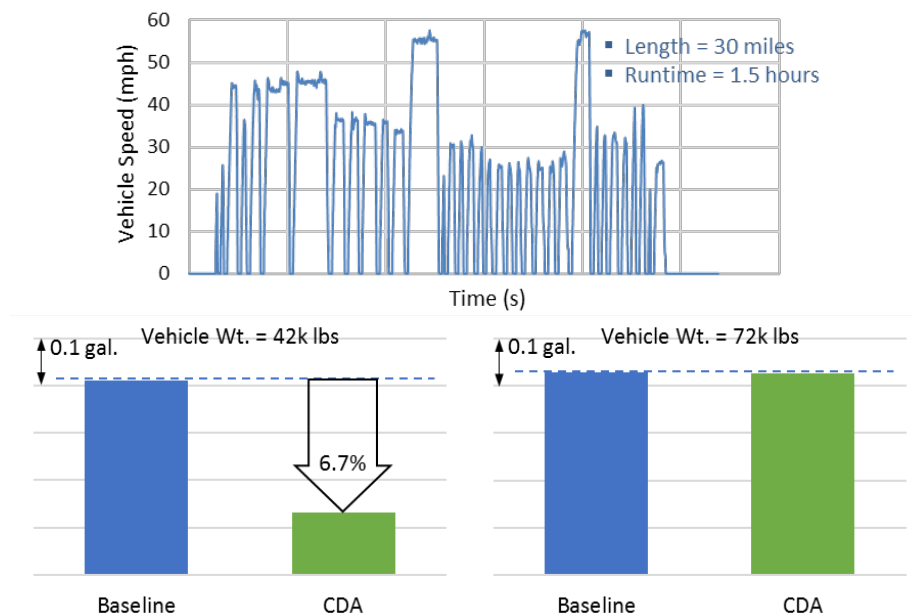 60
50
40
30
20
10
0
Vehicle Speed (mph)
▪ Length = 30 miles
▪ Runtime = 1.5 hours
Time (s)
Vehicle Wt. = 42k lbs
0.1 gal.
6.7%
Baseline
CDA
Vehicle Wt. = 72k lbs
0.1 gal.
Baseline
CDA